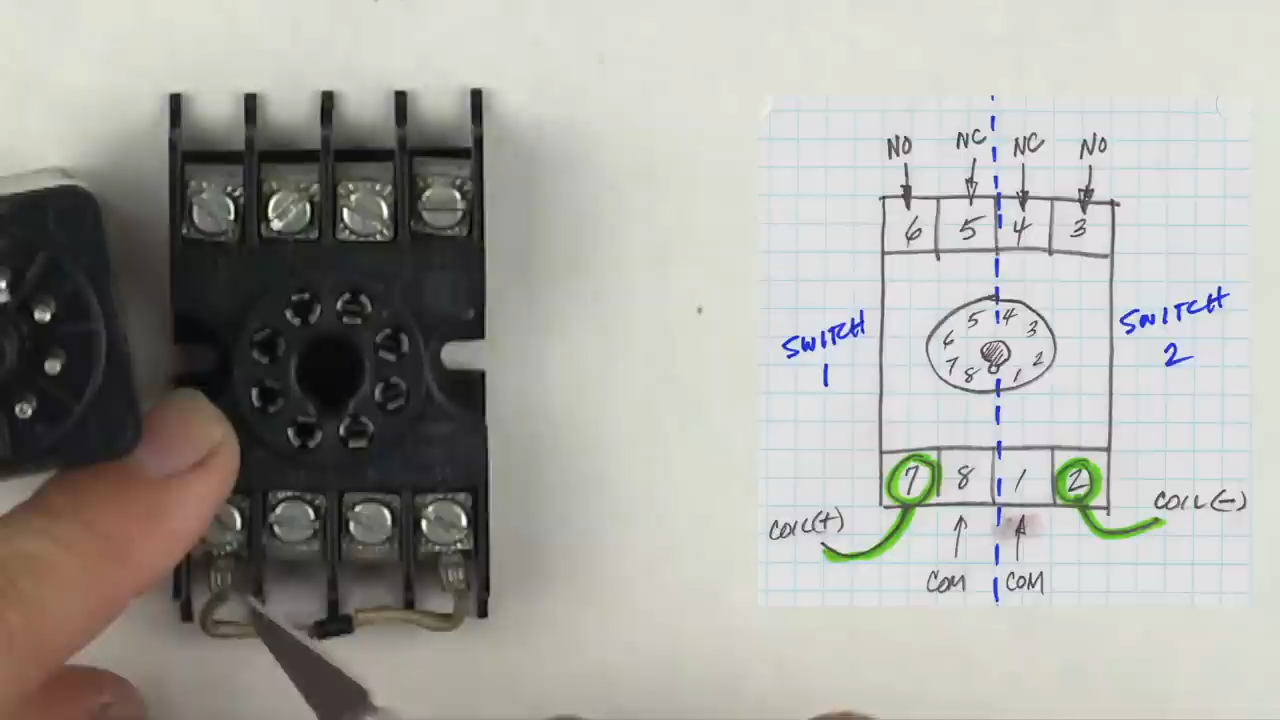 NO NC NC NO
6 5 4 3
SWITCH 1
SWITCH 2
5 4
6 3
7 2
8 1
7 8 1 2
COIL(+)
COIL(-)
COM COM